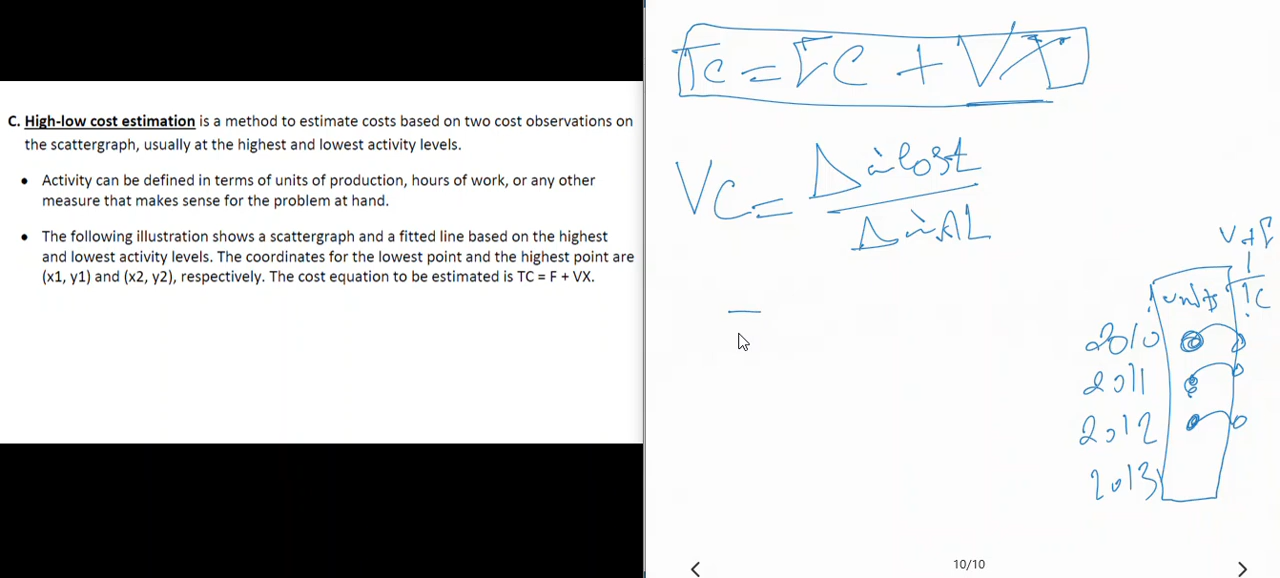 C. High-low cost estimation is a method to estimate costs based on two cost observations on
the scattergraph, usually at the highest and lowest activity levels.
• Activity can be defined in terms of units of production, hours of work, or any other
measure that makes sense for the problem at hand.
• The following illustration shows a scattergraph and a fitted line based on the highest
and lowest activity levels. The coordinates for the lowest point and the highest point are
(x1, y1) and (x2, y2), respectively. The cost equation to be estimated is TC = F + VX.
TC = FC + VX
VC = Δ in cost
Δ in AL
V + F
units TC
2010
2011
2012
2013
10/10